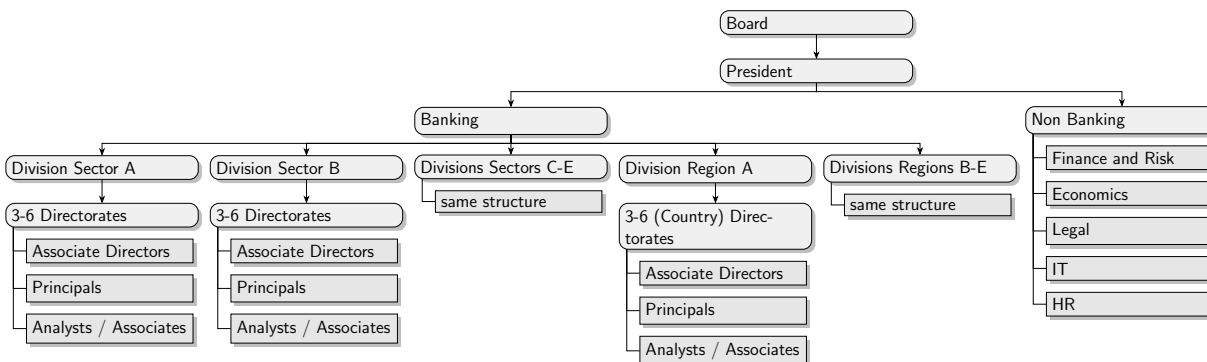 Board
President
Banking
Non Banking
Division Sector A
Division Sector B
Divisions Sectors C-E
Division Region A
Divisions Regions B-E
Finance and Risk
same structure
same structure
Economics
3-6 Directorates
3-6 Directorates
3-6 (Country) Direc-
torates
Legal
Associate Directors
Associate Directors
Associate Directors
IT
Principals
Principals
Principals
HR
Analysts / Associates
Analysts / Associates
Analysts / Associates